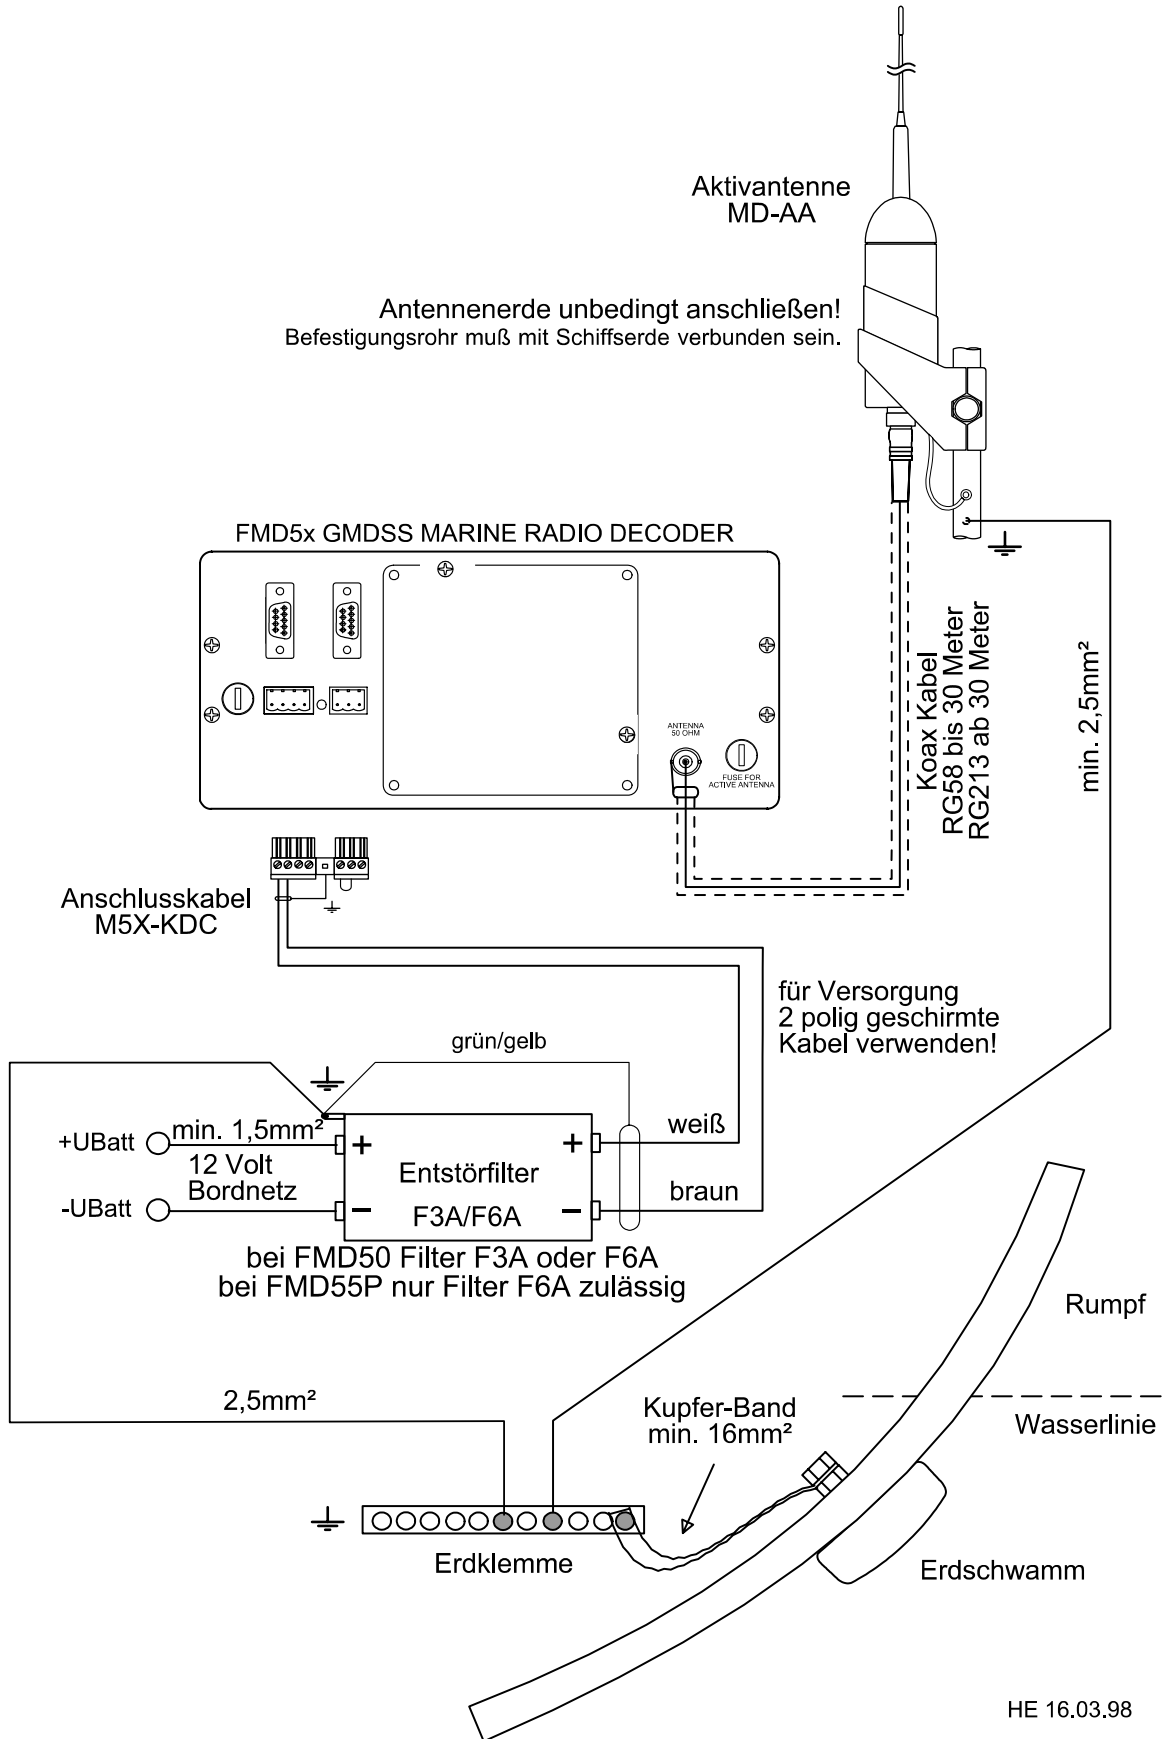 Aktivantenne
MD-AA
Antennenerde unbedingt anschließen!
Befestigungsrohr muß mit Schiffserde verbunden sein.
FMD5x GMDSS MARINE RADIO DECODER
ANTENNA
50 OHM
FUSE FOR
ACTIVE ANTENNA
Koax Kabel
RG58 bis 30 Meter
RG213 ab 30 Meter
min. 2,5mm²
Anschlusskabel
M5X-KDC
für Versorgung
2 polig geschirmte
Kabel verwenden!
grün/gelb
+UBatt
min. 1,5mm²
12 Volt
Bordnetz
-UBatt
+
+
Entstörfilter
F3A/F6A
–
–
weiß
braun
bei FMD50 Filter F3A oder F6A
bei FMD55P nur Filter F6A zulässig
Rumpf
2,5mm²
Kupfer-Band
min. 16mm²
Wasserlinie
Erdklemme
Erdschwamm
HE 16.03.98